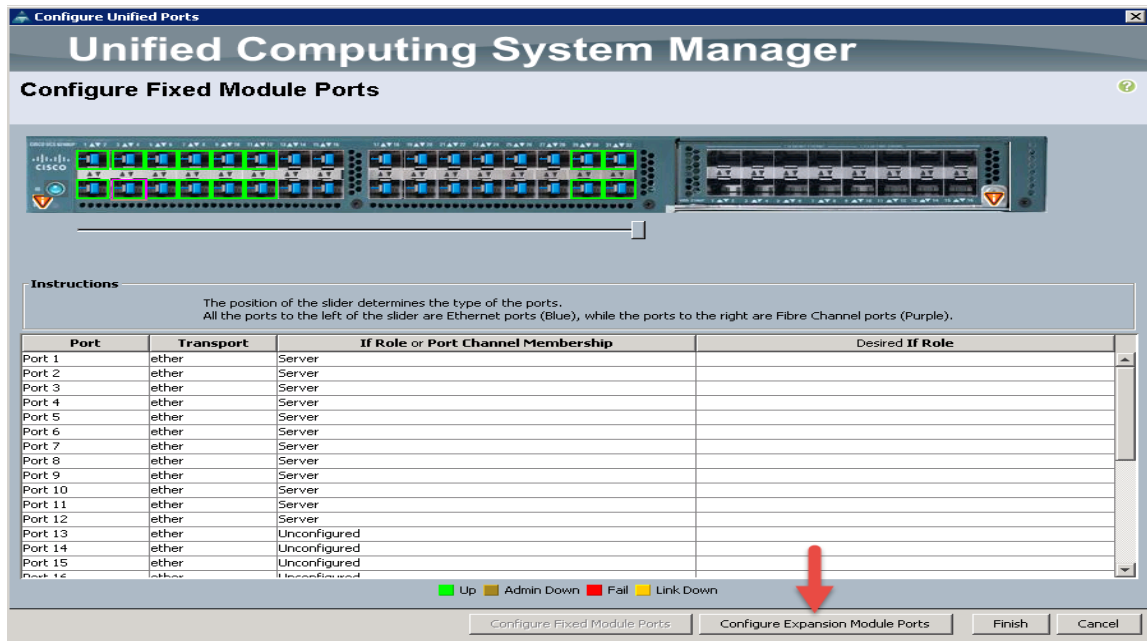 Configure Unified Ports
Unified Computing System Manager
Configure Fixed Module Ports
CISCO
Instructions
The position of the slider determines the type of the ports.
All the ports to the left of the slider are Ethernet ports (Blue), while the ports to the right are Fibre Channel ports (Purple).
Port Transport If Role or Port Channel Membership Desired If Role
Port 1 ether Server
Port 2 ether Server
Port 3 ether Server
Port 4 ether Server
Port 5 ether Server
Port 6 ether Server
Port 7 ether Server
Port 8 ether Server
Port 9 ether Server
Port 10 ether Server
Port 11 ether Server
Port 12 ether Server
Port 13 ether Unconfigured
Port 14 ether Unconfigured
Port 15 ether Unconfigured
Port 16 ether Unconfigured
Up Admin Down Fail Link Down
Configure Fixed Module Ports Configure Expansion Module Ports Finish Cancel